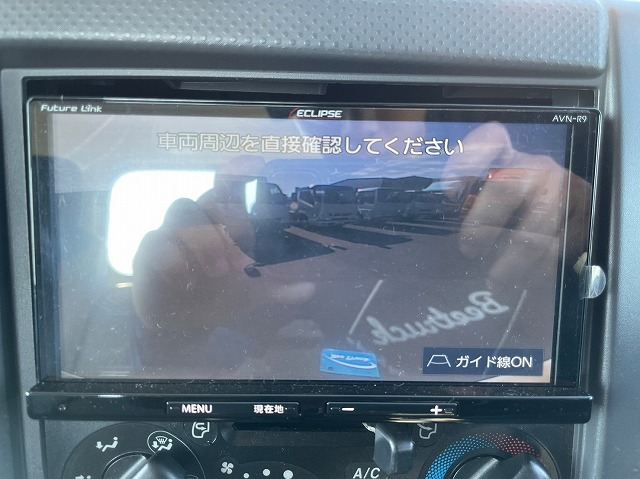 Future Link
ECLIPSE
AVN-R9
車両周辺を直接確認してください
Beetruck
ガイド線ON
MENU
現在地
A/C